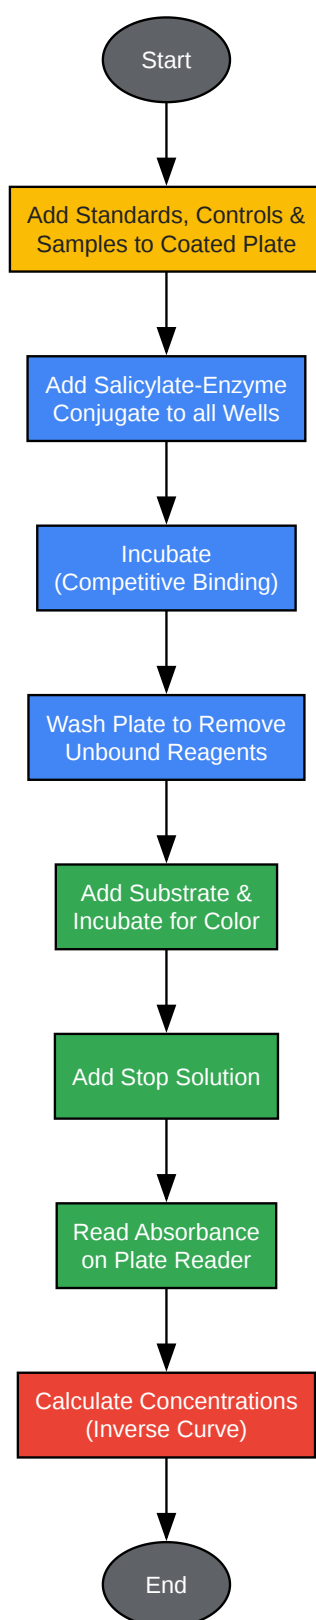 Start
Add Standards, Controls &
Samples to Coated Plate
Add Salicylate-Enzyme
Conjugate to all Wells
Incubate
(Competitive Binding)
Wash Plate to Remove
Unbound Reagents
Add Substrate &
Incubate for Color
Add Stop Solution
Read Absorbance
on Plate Reader
Calculate Concentrations
(Inverse Curve)
End